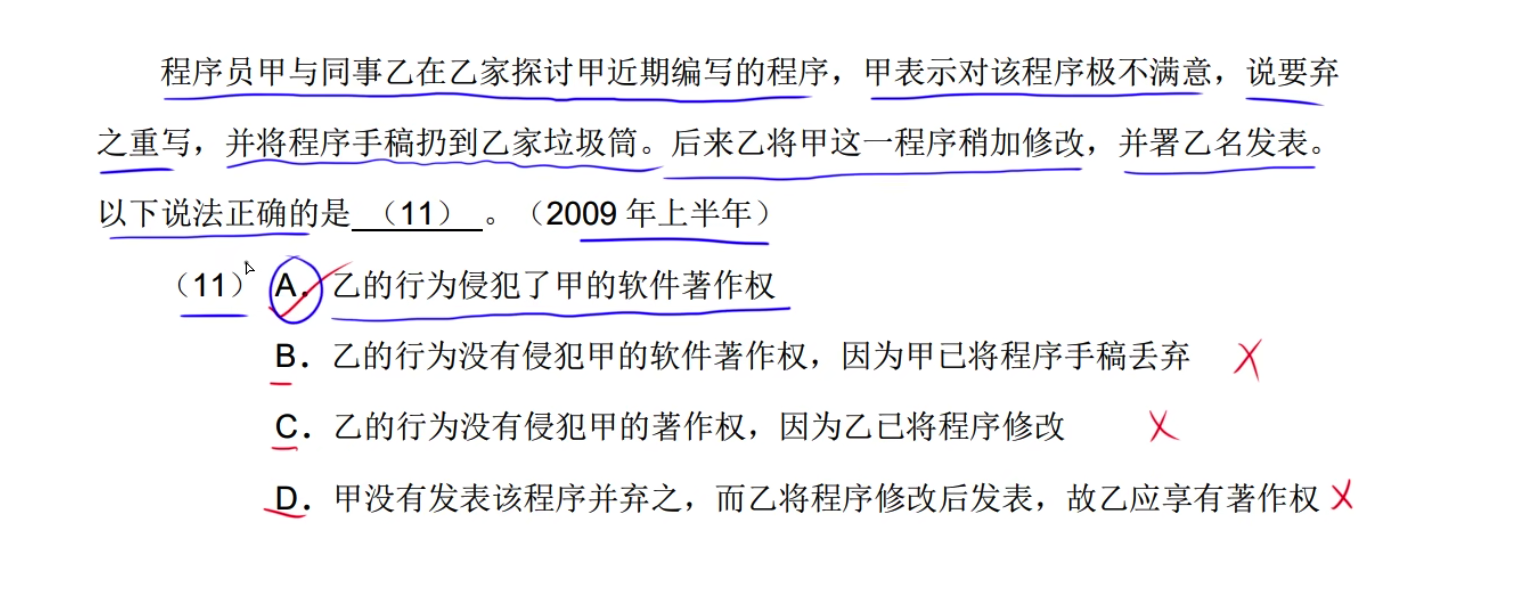 程序员甲与同事乙在乙家探讨甲近期编写的程序，甲表示对该程序极不满意，说要弃
之重写，并将程序手稿扔到乙家垃圾筒。后来乙将甲这一程序稍加修改，并署乙名发表。
以下说法正确的是 （11） 。（2009 年上半年）
（11） A．乙的行为侵犯了甲的软件著作权
B．乙的行为没有侵犯甲的软件著作权，因为甲已将程序手稿丢弃
C．乙的行为没有侵犯甲的著作权，因为乙已将程序修改
D．甲没有发表该程序并弃之，而乙将程序修改后发表，故乙应享有著作权